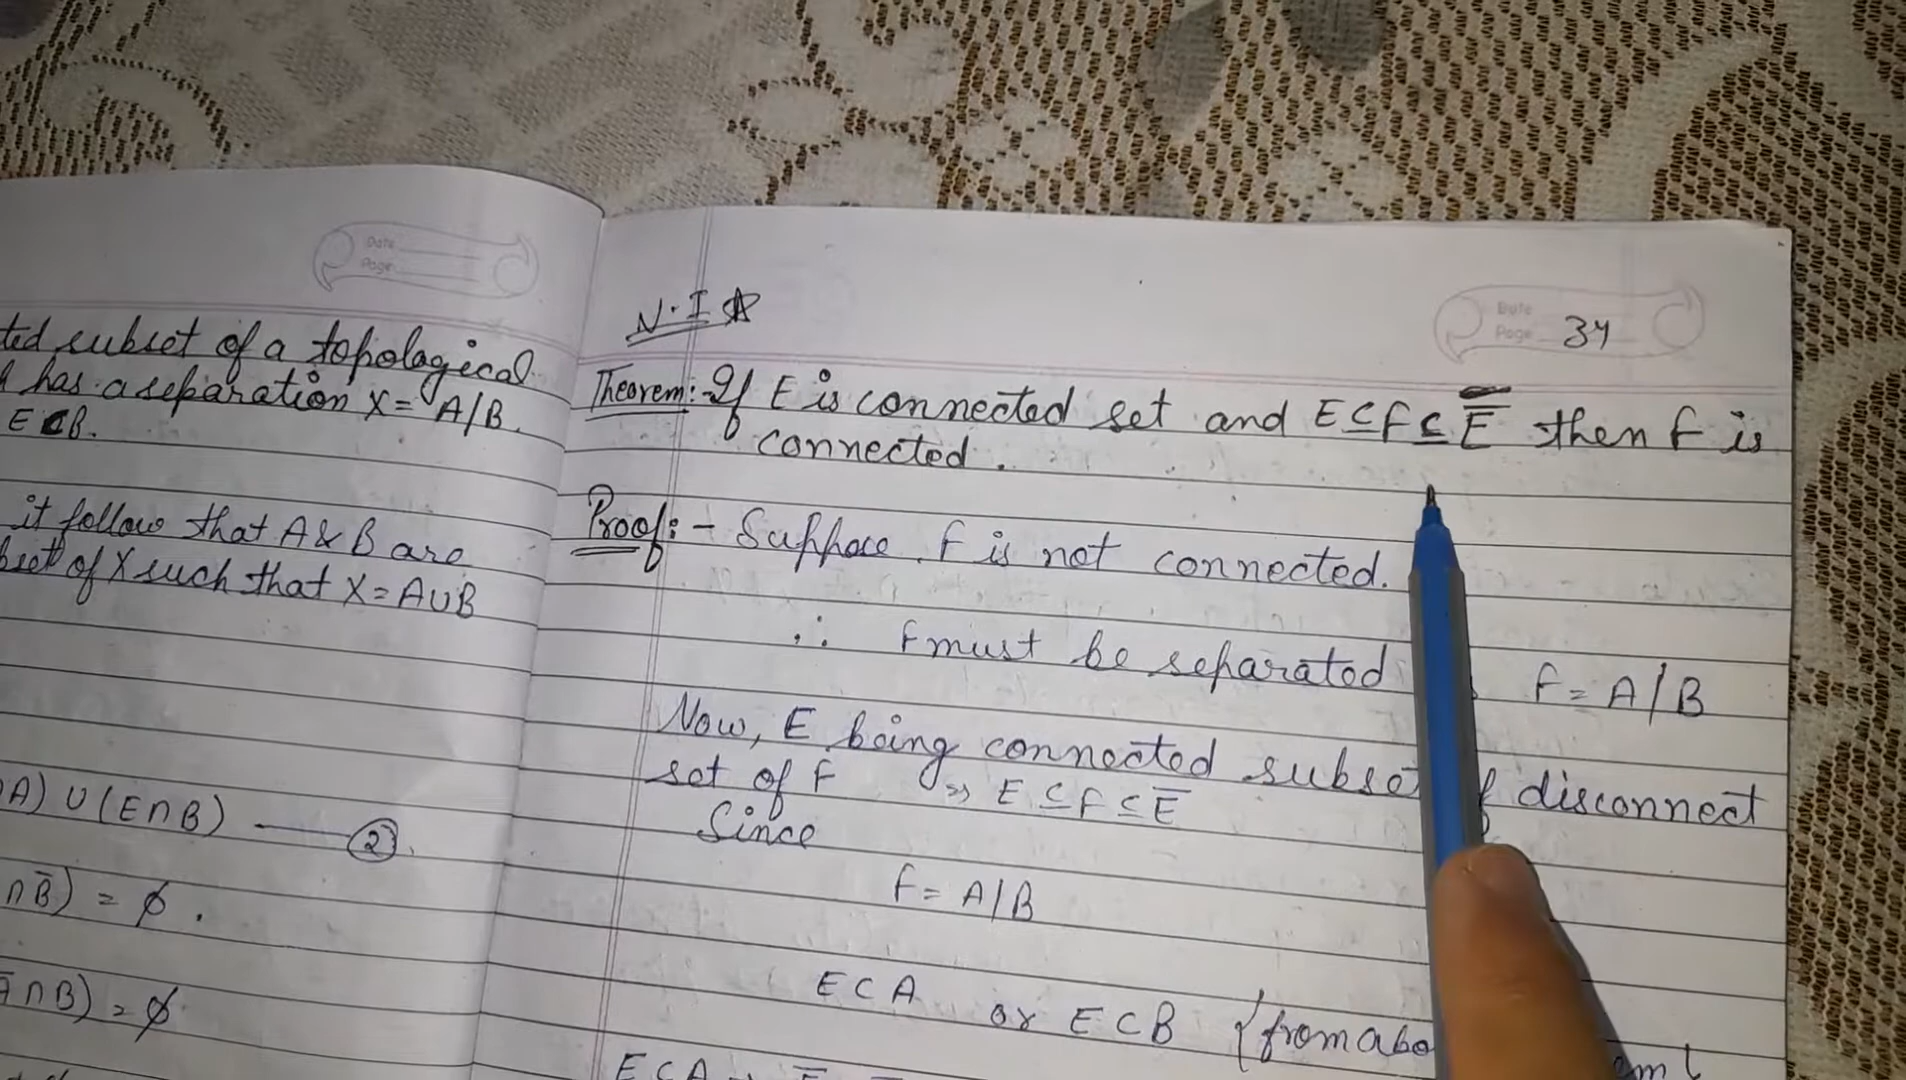 Date
Page
ted subset of a topological
has a separation X = A/B.
E B.
it follow that A & B are
of X such that X = A∪B
A) ∪ (E∩B) — ②.
∩B̅) = ϕ.
A̅∩B) = ϕ
N.I ☆
Date
Page 34
Theorem:- If E is connected set and E ⊆ F ⊆ E̅ then F is
connected.
Proof:- Suppose F is not connected.
∴ F must be separated F = A/B
Now, E being connected subset of disconnect
set of F ⇒ E ⊆ F ⊆ E̅
Since
F = A/B
E ⊂ A or E ⊂ B {from abo
E ⊂ A